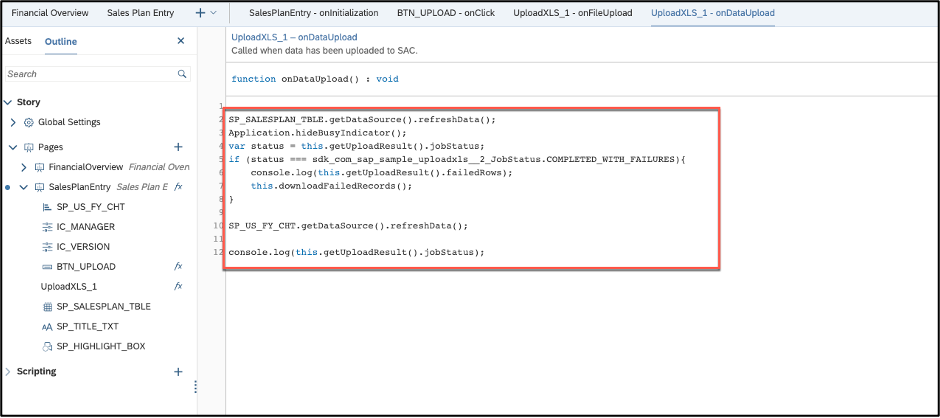 Financial Overview Sales Plan Entry SalesPlanEntry - onInitialization BTN_UPLOAD - onClick UploadXLS_1 - onFileUpload UploadXLS_1 - onDataUpload
Assets Outline
Search
Story
Global Settings
Pages
FinancialOverview Financial Overv
SalesPlanEntry Sales Plan E fx
SP_US_FY_CHT
IC_MANAGER
IC_VERSION
BTN_UPLOAD fx
UploadXLS_1 fx
SP_SALESPLAN_TBLE
AA SP_TITLE_TXT
SP_HIGHLIGHT_BOX
Scripting
UploadXLS_1 – onDataUpload
Called when data has been uploaded to SAC.
function onDataUpload() : void
1
2 SP_SALESPLAN_TBLE.getDataSource().refreshData();
3 Application.hideBusyIndicator();
4 var status = this.getUploadResult().jobStatus;
5 if (status === sdk_com_sap_sample_uploadxls__2_JobStatus.COMPLETED_WITH_FAILURES){
6 console.log(this.getUploadResult().failedRows);
7 this.downloadFailedRecords();
8 }
9
10 SP_US_FY_CHT.getDataSource().refreshData();
11
12 console.log(this.getUploadResult().jobStatus);